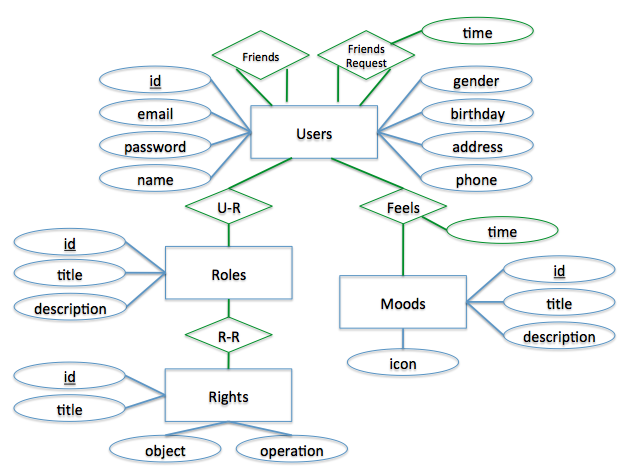 time
Friends
Friends
Request
id
gender
email
birthday
Users
password
address
name
phone
U-R
Feels
time
id
title
Roles
description
id
Moods
title
description
R-R
icon
id
title
Rights
object
operation